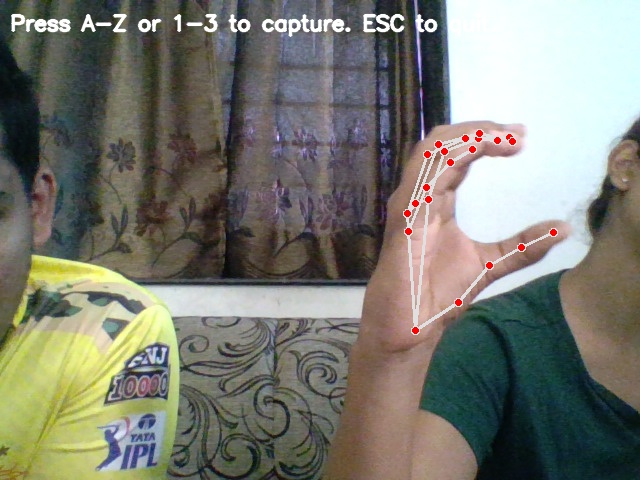 Press A-Z or 1-3 to capture. ESC to
10000
TATA
IPL